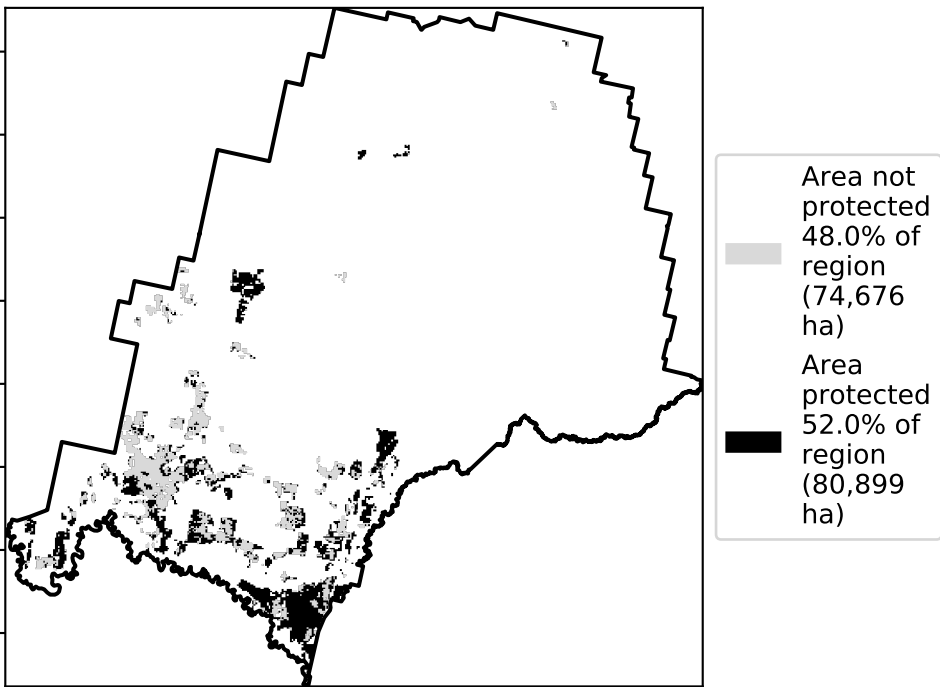 Area not
protected
48.0% of
region
(74,676
ha)
Area
protected
52.0% of
region
(80,899
ha)